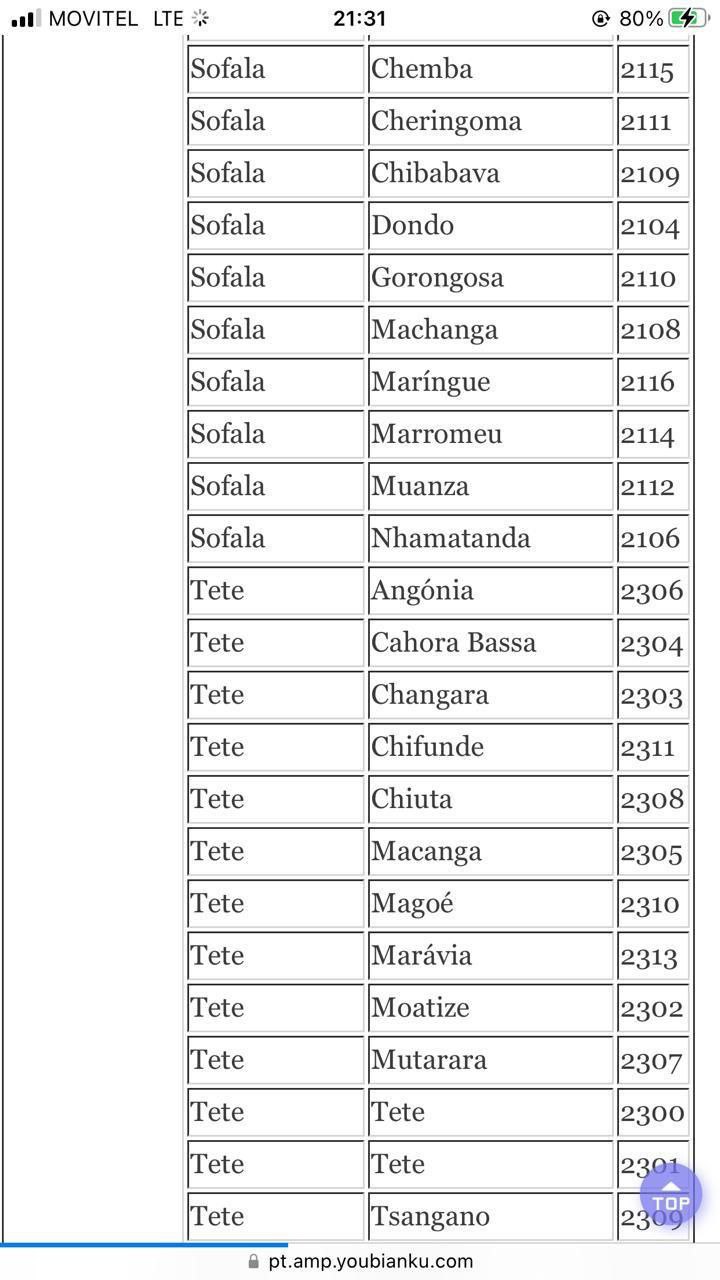 MOVITEL LTE 21:31 80%
Sofala Chemba 2115
Sofala Cheringoma 2111
Sofala Chibabava 2109
Sofala Dondo 2104
Sofala Gorongosa 2110
Sofala Machanga 2108
Sofala Maríngue 2116
Sofala Marromeu 2114
Sofala Muanza 2112
Sofala Nhamatanda 2106
Tete Angónia 2306
Tete Cahora Bassa 2304
Tete Changara 2303
Tete Chifunde 2311
Tete Chiuta 2308
Tete Macanga 2305
Tete Magoé 2310
Tete Marávia 2313
Tete Moatize 2302
Tete Mutarara 2307
Tete Tete 2300
Tete Tete 2301
TOP
Tete Tsangano 2309
pt.amp.youbianku.com